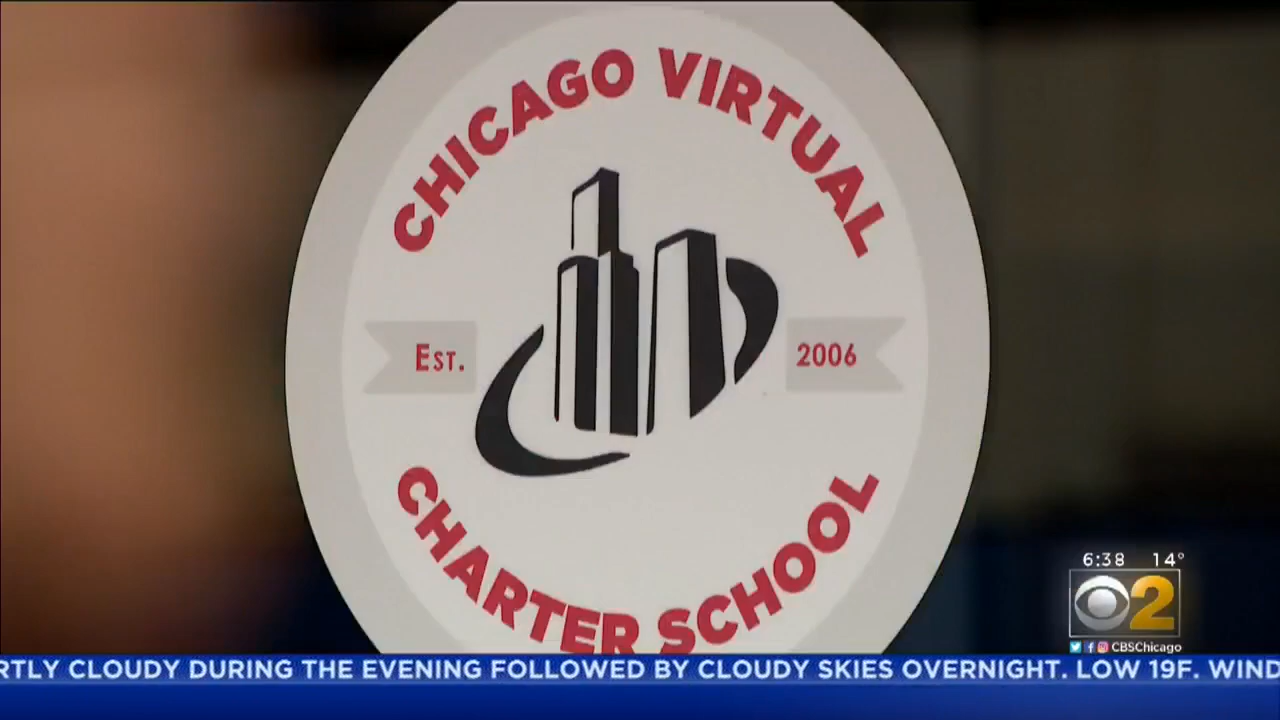 CHICAGO VIRTUAL
EST. 2006
CHARTER SCHOOL
6:38 14°
2
CBSChicago
RTLY CLOUDY DURING THE EVENING FOLLOWED BY CLOUDY SKIES OVERNIGHT. LOW 19F. WIND